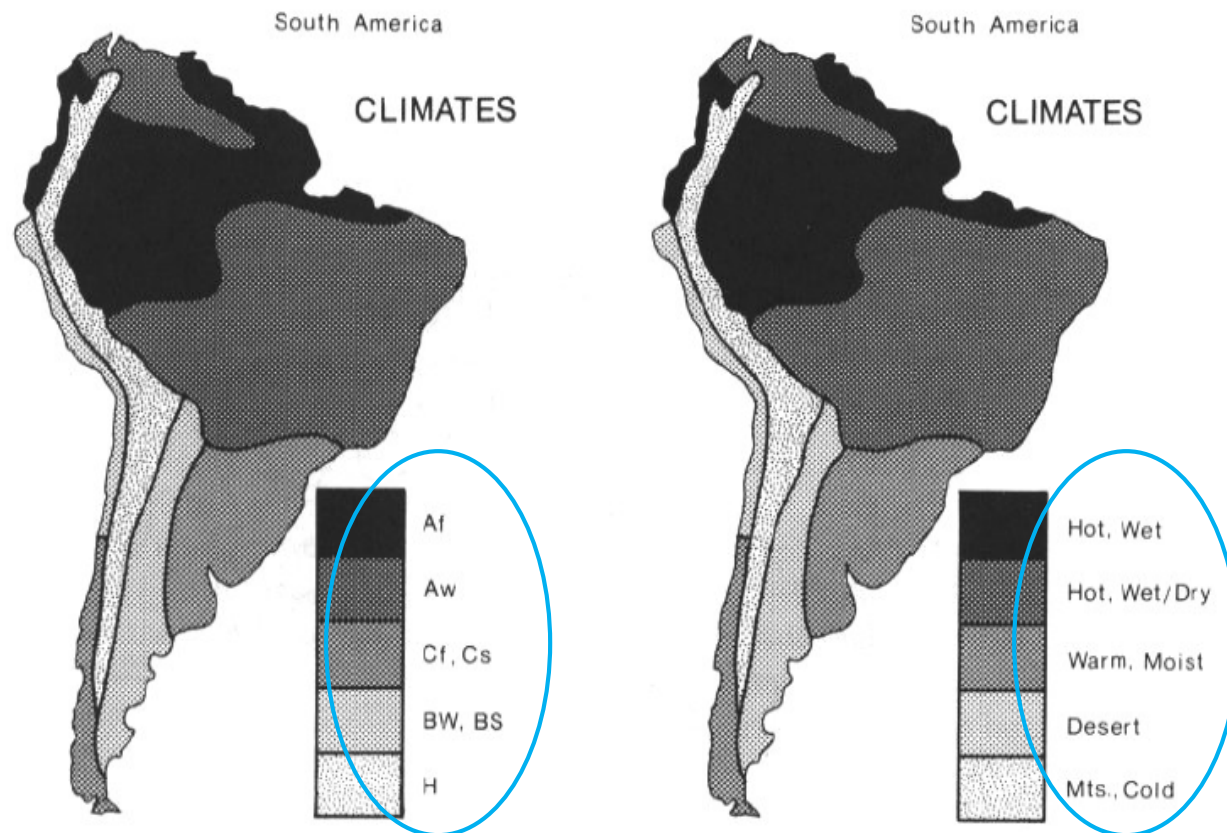 South America
CLIMATES
Af
Aw
Cf, Cs
BW, BS
H
South America
CLIMATES
Hot, Wet
Hot, Wet/Dry
Warm, Moist
Desert
Mts., Cold